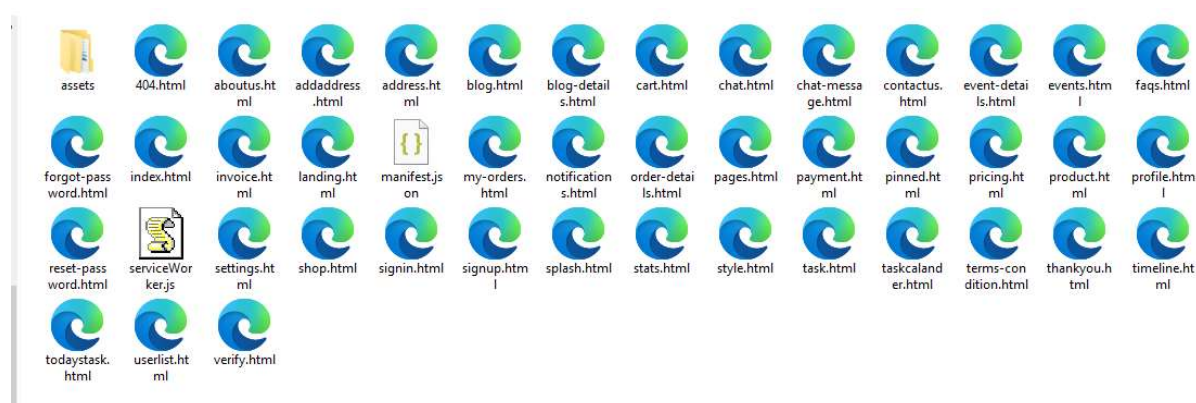 assets
404.html
aboutus.ht
ml
addaddress
.html
address.ht
ml
blog.html
blog-detail
s.html
cart.html
chat.html
chat-messa
ge.html
contactus.
html
event-detai
ls.html
events.htm
l
faqs.html
forgot-pass
word.html
index.html
invoice.ht
ml
landing.ht
ml
manifest.js
on
my-orders.
html
notification
s.html
order-detai
ls.html
pages.html
payment.ht
ml
pinned.ht
ml
pricing.ht
ml
product.ht
ml
profile.htm
l
reset-pass
word.html
serviceWor
ker.js
settings.ht
ml
shop.html
signin.html
signup.htm
l
splash.html
stats.html
style.html
task.html
taskcaland
er.html
terms-con
dition.html
thankyou.h
tml
timeline.ht
ml
todaystask.
html
userlist.ht
ml
verify.html